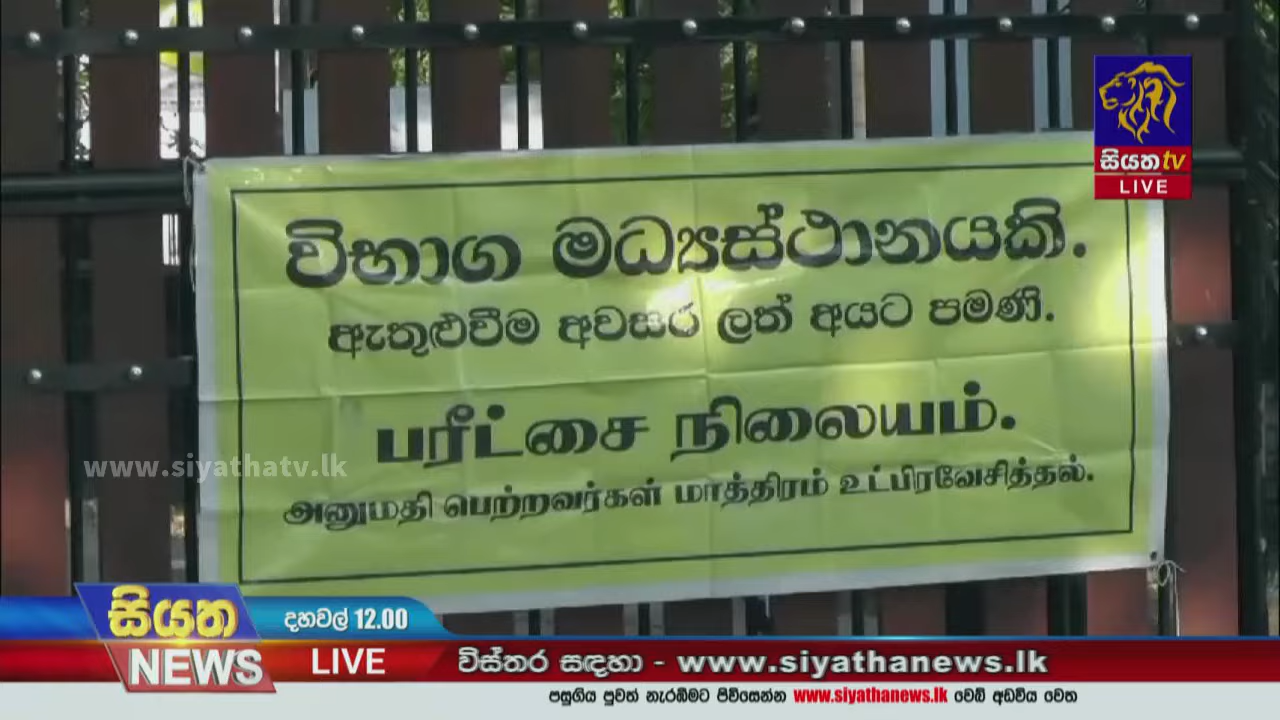 සියත tv
LIVE
විභාග මධ්‍යස්ථානයකි.
ඇතුළුවීම අවසර ලත් අයට පමණි.
பரீட்சை நிலையம்.
அனுமதி பெற்றவர்கள் மாத்திரம் உட்பிரவேசித்தல்.
www.siyathatv.lk
සියත
NEWS
දහවල් 12.00
LIVE
විස්තර සඳහා - www.siyathanews.lk
පසුගිය පුවත් නැරඹීමට පිවිසෙන්න www.siyathanews.lk වෙබ් අඩවිය වෙත